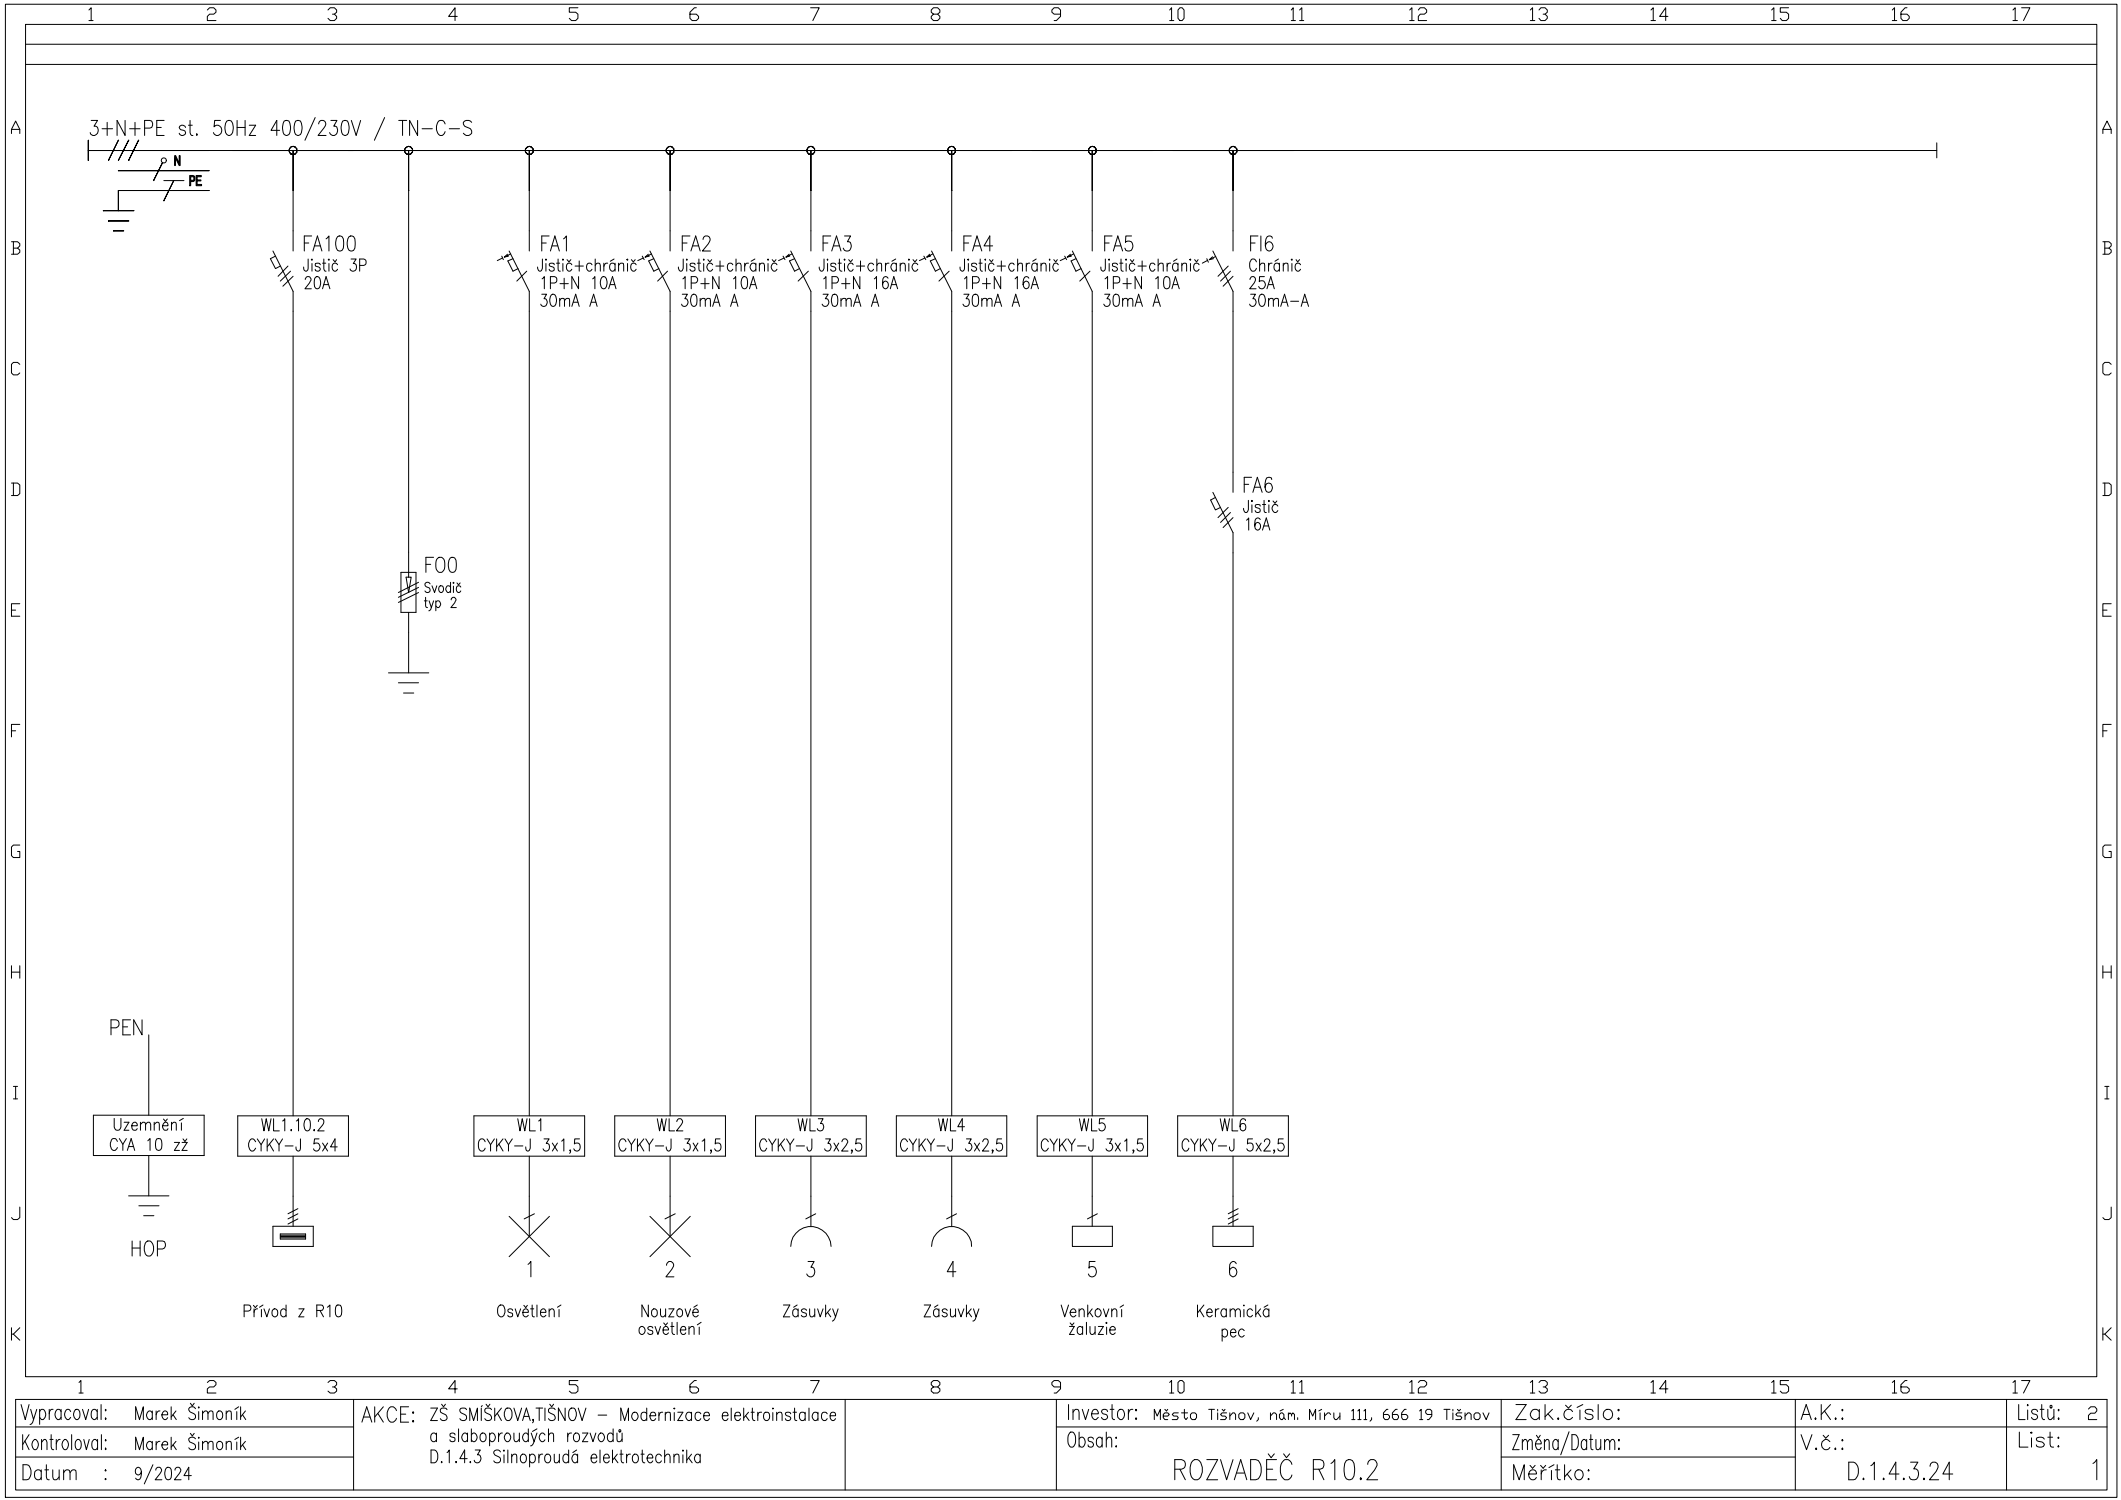 1 2 3 4 5 6 7 8 9 10 11 12 13 14 15 16 17
A A
3+N+PE st. 50Hz 400/230V / TN-C-S
N
PE
B B
FA100
Jistič 3P
20A
FA1
Jistič+chránič
1P+N 10A
30mA A
FA2
Jistič+chránič
1P+N 10A
30mA A
FA3
Jistič+chránič
1P+N 16A
30mA A
FA4
Jistič+chránič
1P+N 16A
30mA A
FA5
Jistič+chránič
1P+N 10A
30mA A
FI6
Chránič
25A
30mA-A
C C
D D
FA6
Jistič
16A
F00
Svodič
typ 2
E E
F F
G G
H H
PEN
I I
Uzemnění
CYA 10 zž
WL1.10.2
CYKY-J 5x4
WL1
CYKY-J 3x1,5
WL2
CYKY-J 3x1,5
WL3
CYKY-J 3x2,5
WL4
CYKY-J 3x2,5
WL5
CYKY-J 3x1,5
WL6
CYKY-J 5x2,5
J J
HOP
1 2 3 4 5 6
Přívod z R10
Osvětlení
Nouzové
osvětlení
Zásuvky
Zásuvky
Venkovní
žaluzie
Keramická
pec
K K
1 2 3 4 5 6 7 8 9 10 11 12 13 14 15 16 17
Vypracoval: Marek Šimoník
Kontroloval: Marek Šimoník
Datum : 9/2024
AKCE: ZŠ SMÍŠKOVA,TIŠNOV - Modernizace elektroinstalace
a slaboproudých rozvodů
D.1.4.3 Silnoproudá elektrotechnika
Investor: Město Tišnov, nám. Míru 111, 666 19 Tišnov
Obsah:
ROZVADĚČ R10.2
Zak.číslo:
Změna/Datum:
Měřítko:
A.K.:
V.č.:
D.1.4.3.24
Listů: 2
List:
1